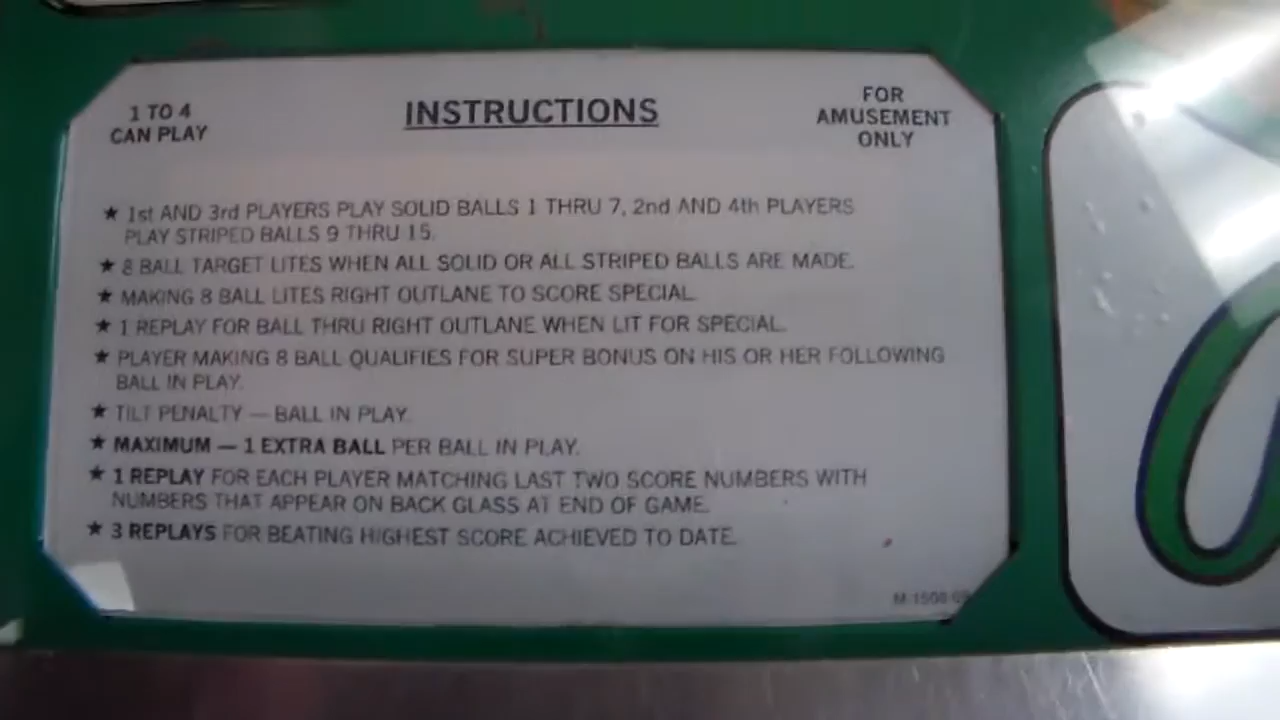 1 TO 4
CAN PLAY
INSTRUCTIONS
FOR
AMUSEMENT
ONLY
★ 1st AND 3rd PLAYERS PLAY SOLID BALLS 1 THRU 7, 2nd AND 4th PLAYERS
PLAY STRIPED BALLS 9 THRU 15.
★ 8 BALL TARGET LITES WHEN ALL SOLID OR ALL STRIPED BALLS ARE MADE.
★ MAKING 8 BALL LITES RIGHT OUTLANE TO SCORE SPECIAL.
★ 1 REPLAY FOR BALL THRU RIGHT OUTLANE WHEN LIT FOR SPECIAL.
★ PLAYER MAKING 8 BALL QUALIFIES FOR SUPER BONUS ON HIS OR HER FOLLOWING
BALL IN PLAY.
★ TILT PENALTY — BALL IN PLAY.
★ MAXIMUM — 1 EXTRA BALL PER BALL IN PLAY.
★ 1 REPLAY FOR EACH PLAYER MATCHING LAST TWO SCORE NUMBERS WITH
NUMBERS THAT APPEAR ON BACK GLASS AT END OF GAME.
★ 3 REPLAYS FOR BEATING HIGHEST SCORE ACHIEVED TO DATE.